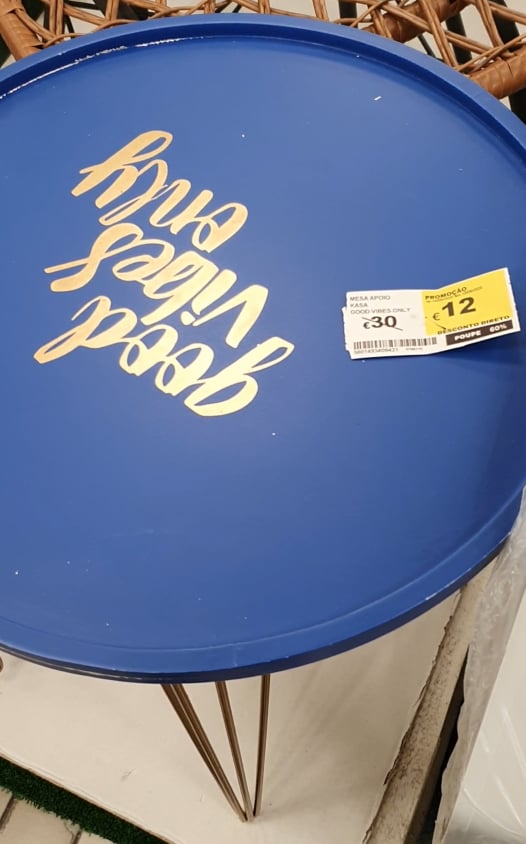 good
vibes
only
MESA APOIO
KASA
GOOD VIBES ONLY
€30
PROMOÇÃO
€12
DESCONTO DIRETO
POUPE 60%